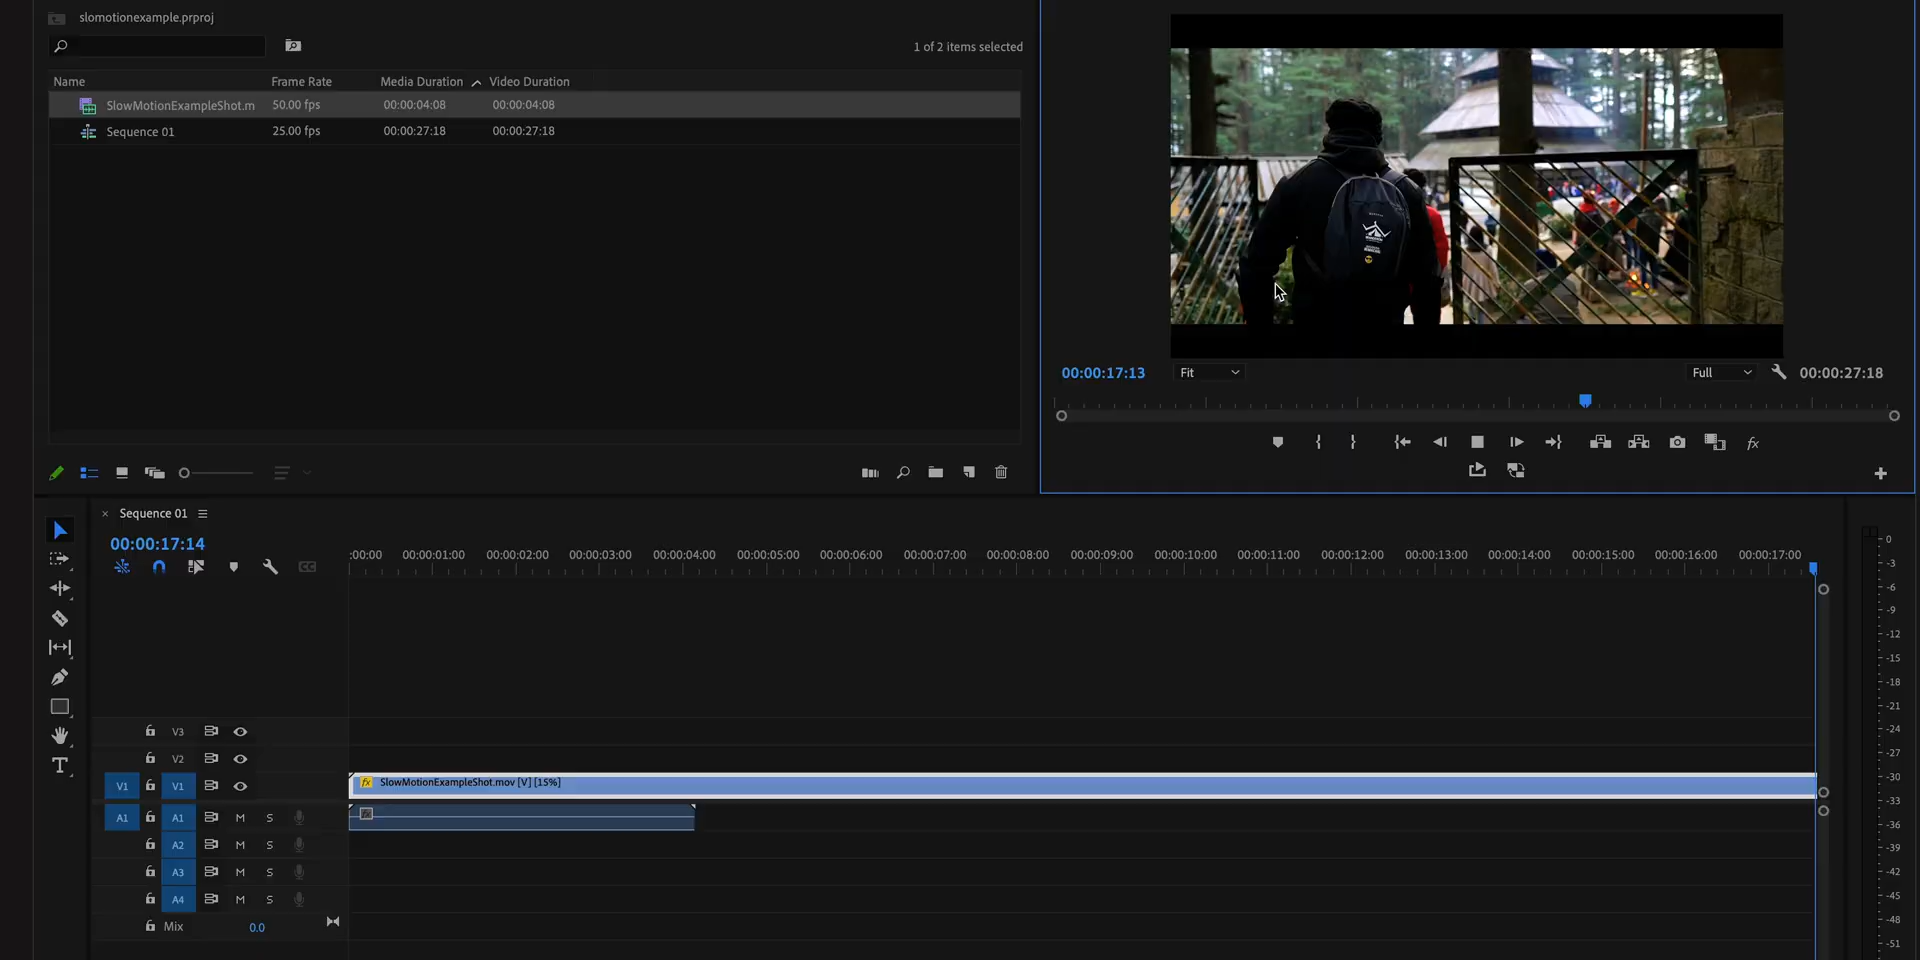 slomotionexample.prproj
1 of 2 items selected
Name Frame Rate Media Duration Video Duration
SlowMotionExampleShot.m 50.00 fps 00:00:04:08 00:00:04:08
Sequence 01 25.00 fps 00:00:27:18 00:00:27:18
00:00:17:13 Fit Full 00:00:27:18
fx
× Sequence 01
00:00:17:14
:00:00 00:00:01:00 00:00:02:00 00:00:03:00 00:00:04:00 00:00:05:00 00:00:06:00 00:00:07:00 00:00:08:00 00:00:09:00 00:00:10:00 00:00:11:00 00:00:12:00 00:00:13:00 00:00:14:00 00:00:15:00 00:00:16:00 00:00:17:00
V3
V2
V1 V1 fx SlowMotionExampleShot.mov [V] [15%]
A1 A1 M S fx
A2 M S
A3 M S
A4 M S
Mix 0.0
0
-3
-6
-9
-12
-15
-18
-21
-24
-27
-30
-33
-36
-39
-42
-45
-48
-51